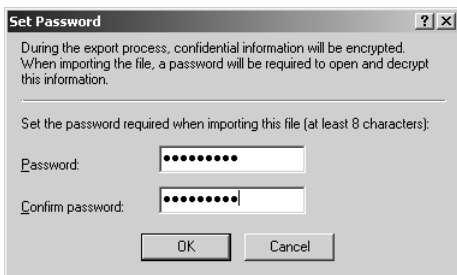 Set Password
During the export process, confidential information will be encrypted.
When importing the file, a password will be required to open and decrypt
this information.
Set the password required when importing this file (at least 8 characters):
Password: •••••••••
Confirm password: •••••••••
OK Cancel